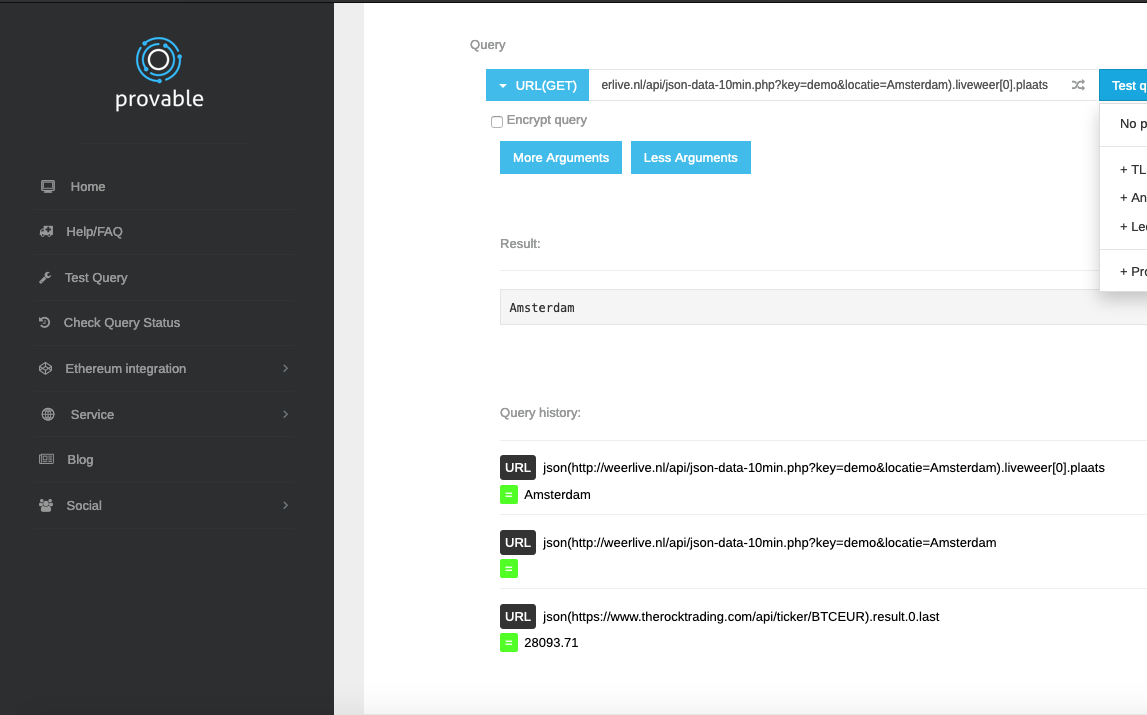 provable
Home
Help/FAQ
Test Query
Check Query Status
Ethereum integration
Service
Blog
Social
Query
URL(GET) erlive.nl/api/json-data-10min.php?key=demo&locatie=Amsterdam).liveweer[0].plaats Test q
Encrypt query
No p
More Arguments Less Arguments
+ TL
+ An
+ Le
Result:
+ Pro
Amsterdam
Query history:
URL json(http://weerlive.nl/api/json-data-10min.php?key=demo&locatie=Amsterdam).liveweer[0].plaats
= Amsterdam
URL json(http://weerlive.nl/api/json-data-10min.php?key=demo&locatie=Amsterdam
=
URL json(https://www.therocktrading.com/api/ticker/BTCEUR).result.0.last
= 28093.71